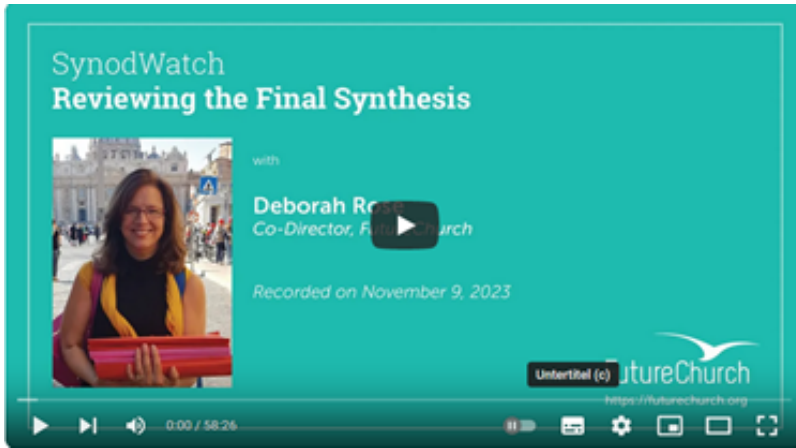 SynodWatch
Reviewing the Final Synthesis
with
Deborah Rose
Co-Director, FutureChurch
Recorded on November 9, 2023
Untertitel (c)
FutureChurch
https://futurechurch.org
0:00 / 58:26